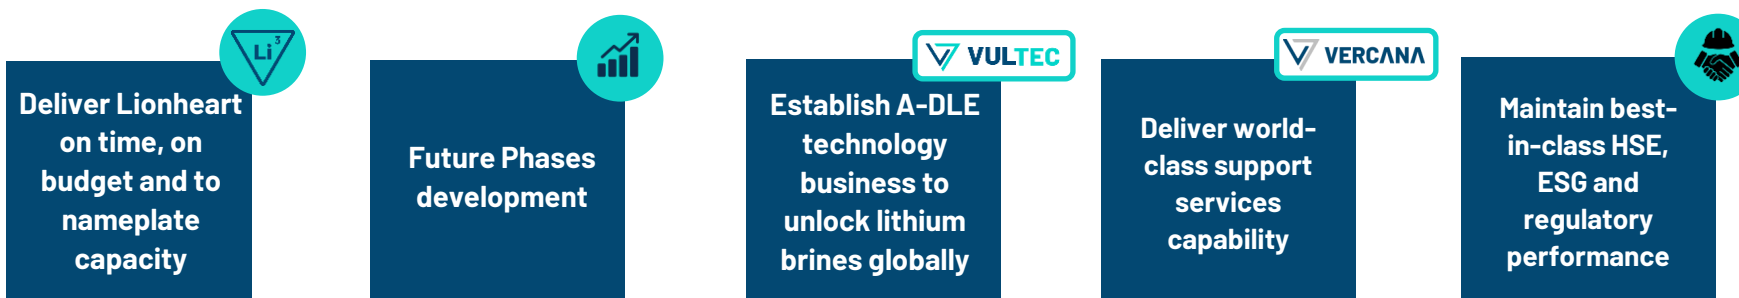 Li 3
Deliver Lionheart
on time, on
budget and to
nameplate
capacity
Future Phases
development
VULTEC
Establish A-DLE
technology
business to
unlock lithium
brines globally
VERCANA
Deliver world-
class support
services
capability
Maintain best-
in-class HSE,
ESG and
regulatory
performance